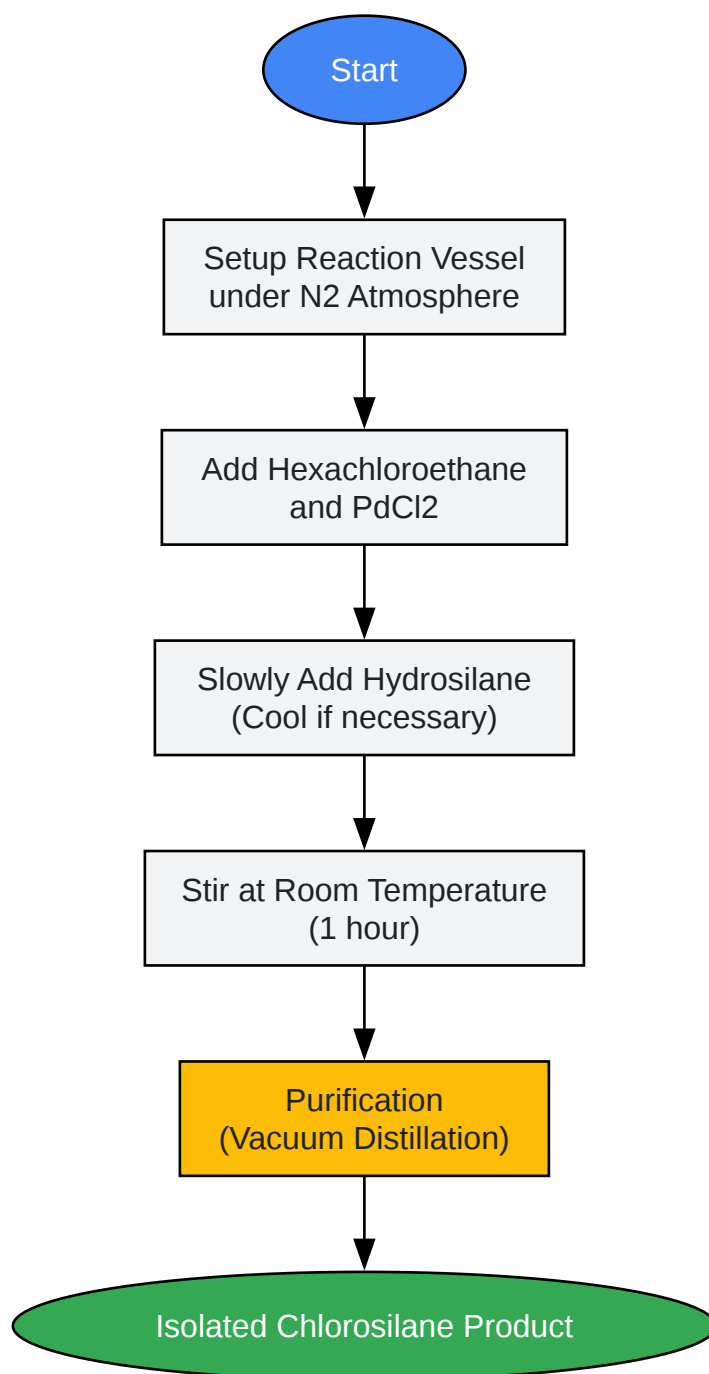 Start
Setup Reaction Vessel
under N2 Atmosphere
Add Hexachloroethane
and PdCl2
Slowly Add Hydrosilane
(Cool if necessary)
Stir at Room Temperature
(1 hour)
Purification
(Vacuum Distillation)
Isolated Chlorosilane Product